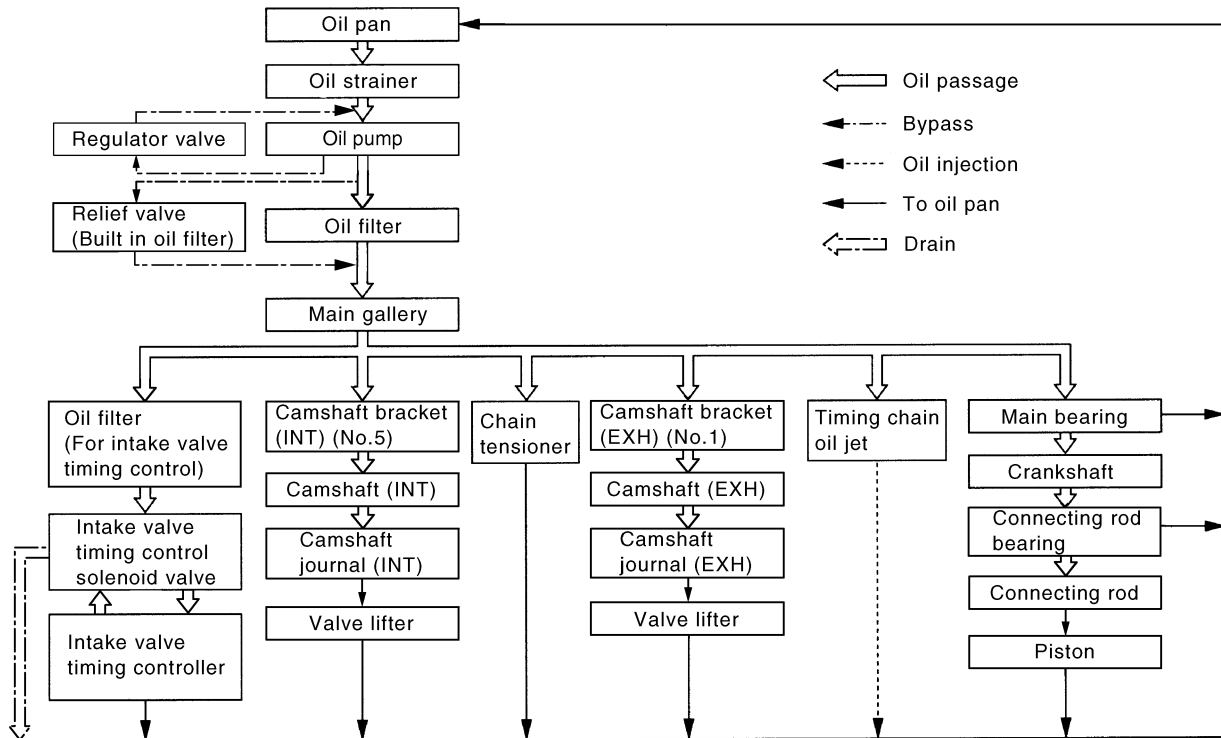 Oil pan
Oil strainer
Oil passage
Bypass
Regulator valve
Oil pump
Oil injection
To oil pan
Relief valve
(Built in oil filter)
Oil filter
Drain
Main gallery
Oil filter
(For intake valve
timing control)
Camshaft bracket
(INT) (No.5)
Chain
tensioner
Camshaft bracket
(EXH) (No.1)
Timing chain
oil jet
Main bearing
Crankshaft
Camshaft (INT)
Camshaft (EXH)
Intake valve
timing control
solenoid valve
Camshaft
journal (INT)
Camshaft
journal (EXH)
Connecting rod
bearing
Connecting rod
Valve lifter
Valve lifter
Intake valve
timing controller
Piston